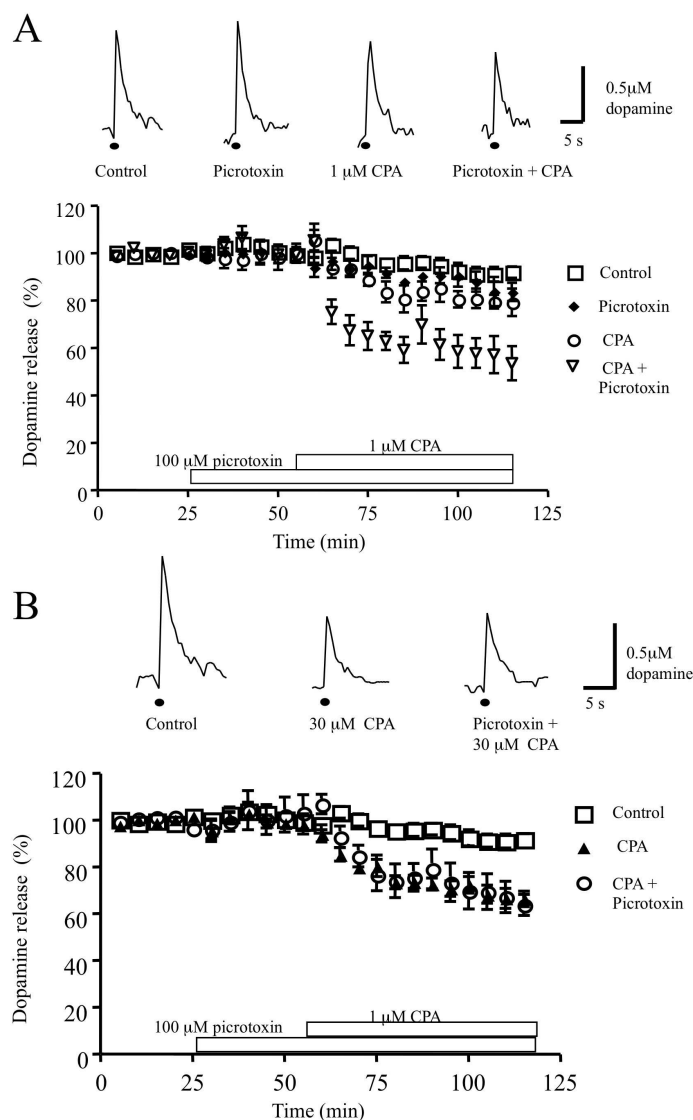 A
0.5μM
dopamine
5 s
Control
Picrotoxin
1 μM CPA
Picrotoxin + CPA
Dopamine release (%)
120
100
80
60
40
20
0
Control
Picrotoxin
CPA
CPA +
Picrotoxin
1 μM CPA
100 μM picrotoxin
0
25
50
75
100
125
Time (min)
B
0.5μM
dopamine
5 s
Control
30 μM CPA
Picrotoxin +
30 μM CPA
Dopamine release (%)
120
100
80
60
40
20
0
Control
CPA
CPA +
Picrotoxin
1 μM CPA
100 μM picrotoxin
0
25
50
75
100
125
Time (min)